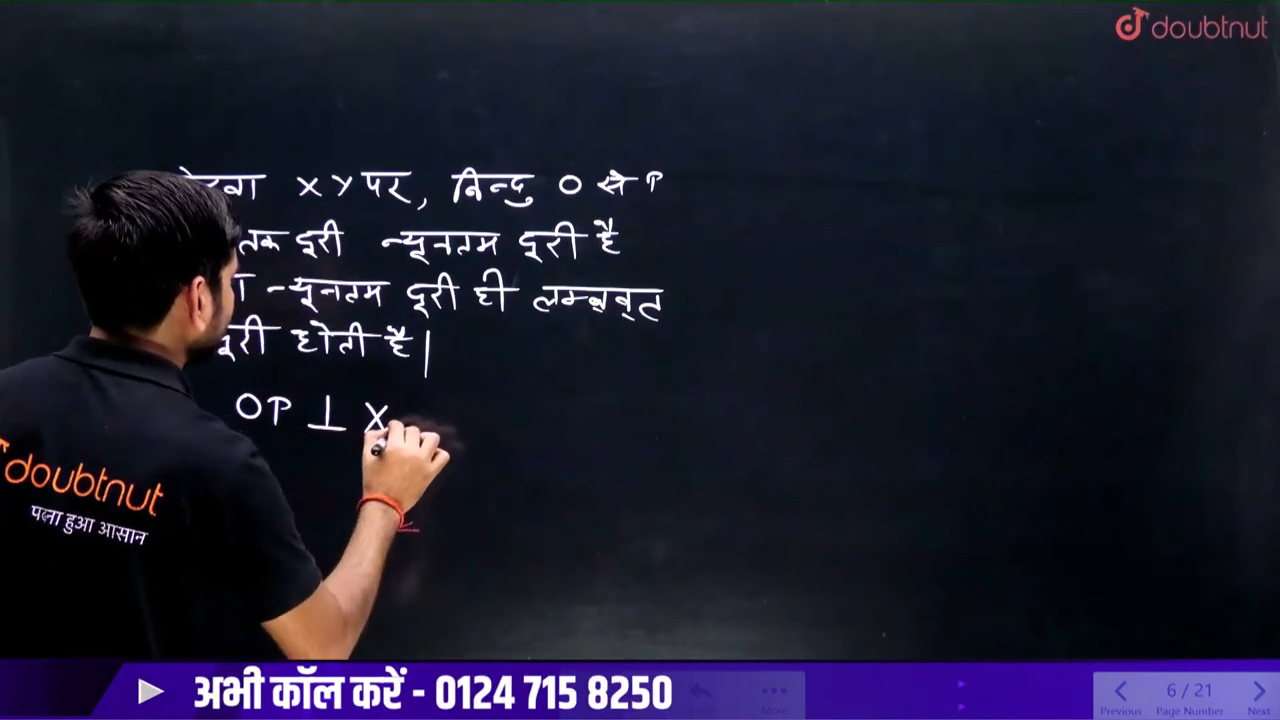 doubtnut
XY पर, बिन्दु O से P
तक दूरी न्यूनतम दूरी है
न्यूनतम दूरी ही लम्बवत
होती है|
OP ⊥ X
doubtnut
पढ़ना हुआ आसान
अभी कॉल करें - 0124 715 8250
6 / 21
Previous Page Number Next
More